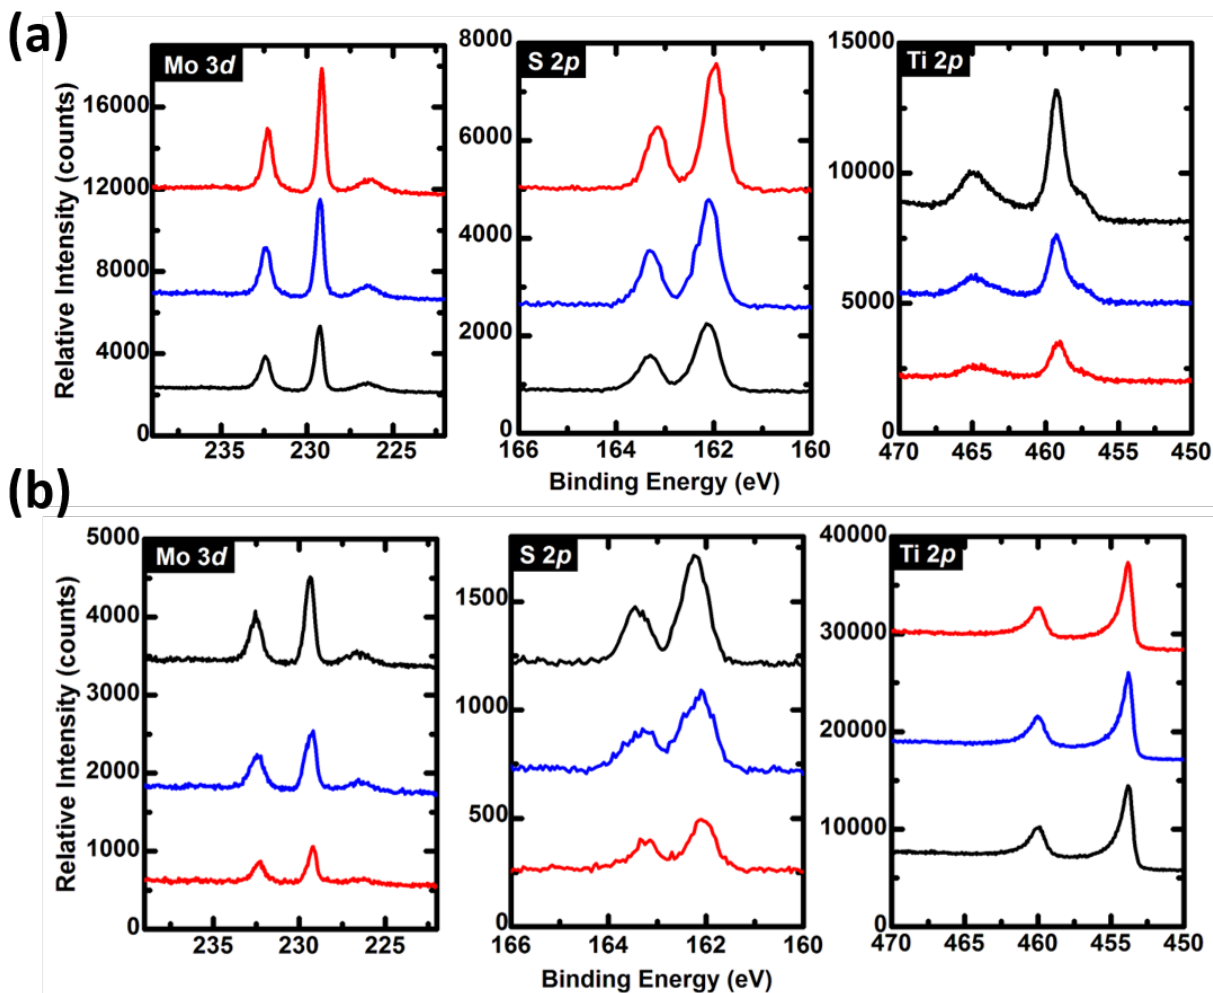 (a)
Mo 3d
S 2p
Ti 2p
Relative Intensity (counts)
16000
12000
8000
4000
0
235 230 225
8000
6000
4000
2000
0
166 164 162 160
15000
10000
5000
0
470 465 460 455 450
Binding Energy (eV)
(b)
Mo 3d
S 2p
Ti 2p
Relative Intensity (counts)
5000
4000
3000
2000
1000
0
235 230 225
1500
1000
500
0
166 164 162 160
40000
30000
20000
10000
0
470 465 460 455 450
Binding Energy (eV)